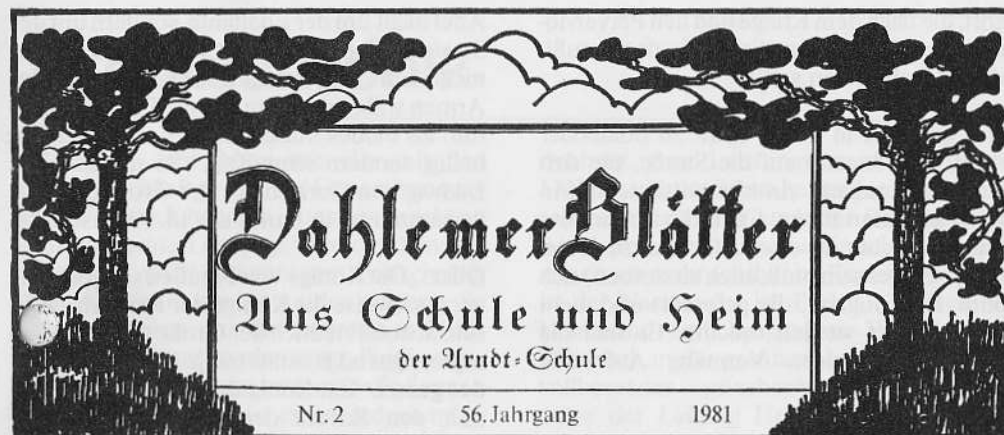 Dahlemer Blätter
Aus Schule und Heim
der Arndt-Schule
Nr. 2 56. Jahrgang 1981